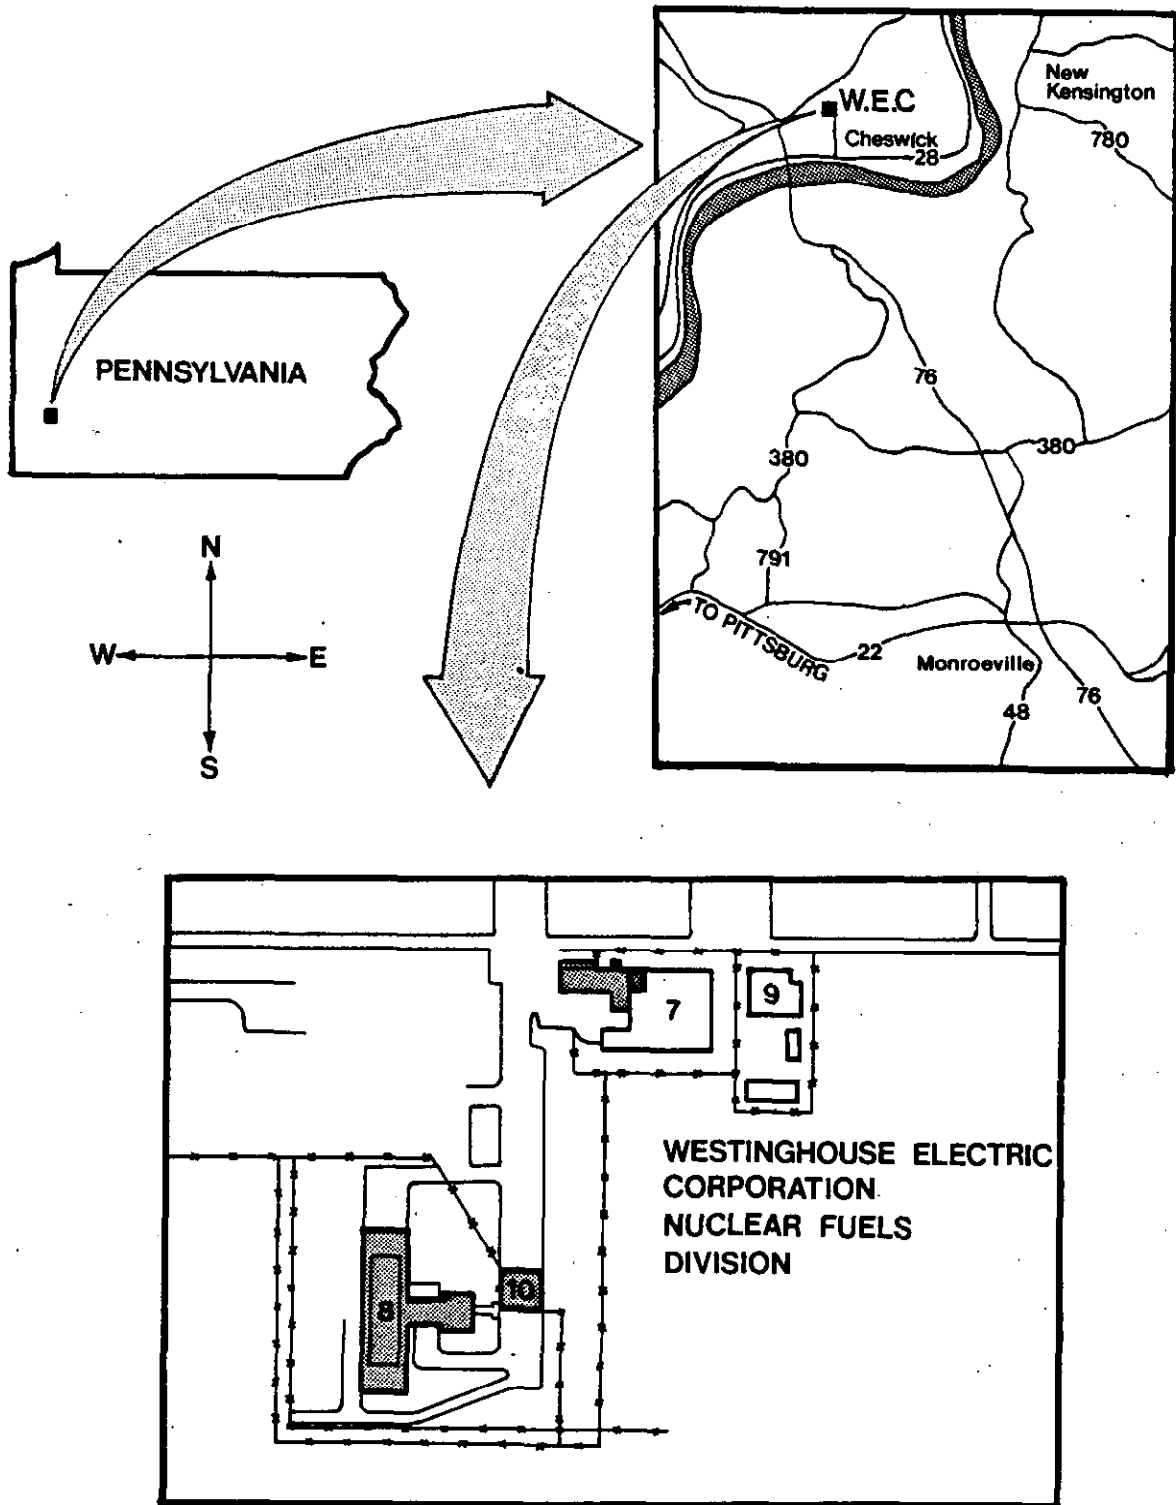 New
Kensington
W.E.C
Cheswick
28
780
PENNSYLVANIA
76
380
380
N
W
E
S
791
TO PITTSBURG
22
Monroeville
76
48
7
9
WESTINGHOUSE ELECTRIC
CORPORATION
NUCLEAR FUELS
DIVISION
8
10